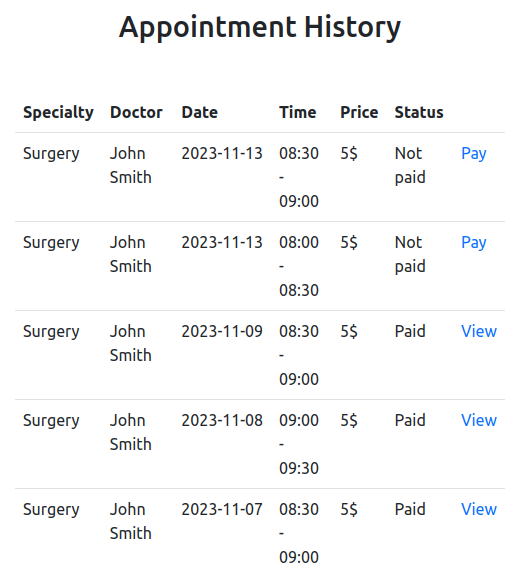 Appointment History
Specialty Doctor Date Time Price Status
Surgery John Smith 2023-11-13 08:30 - 09:00 5$ Not paid Pay
Surgery John Smith 2023-11-13 08:00 - 08:30 5$ Not paid Pay
Surgery John Smith 2023-11-09 08:30 - 09:00 5$ Paid View
Surgery John Smith 2023-11-08 09:00 - 09:30 5$ Paid View
Surgery John Smith 2023-11-07 08:30 - 09:00 5$ Paid View